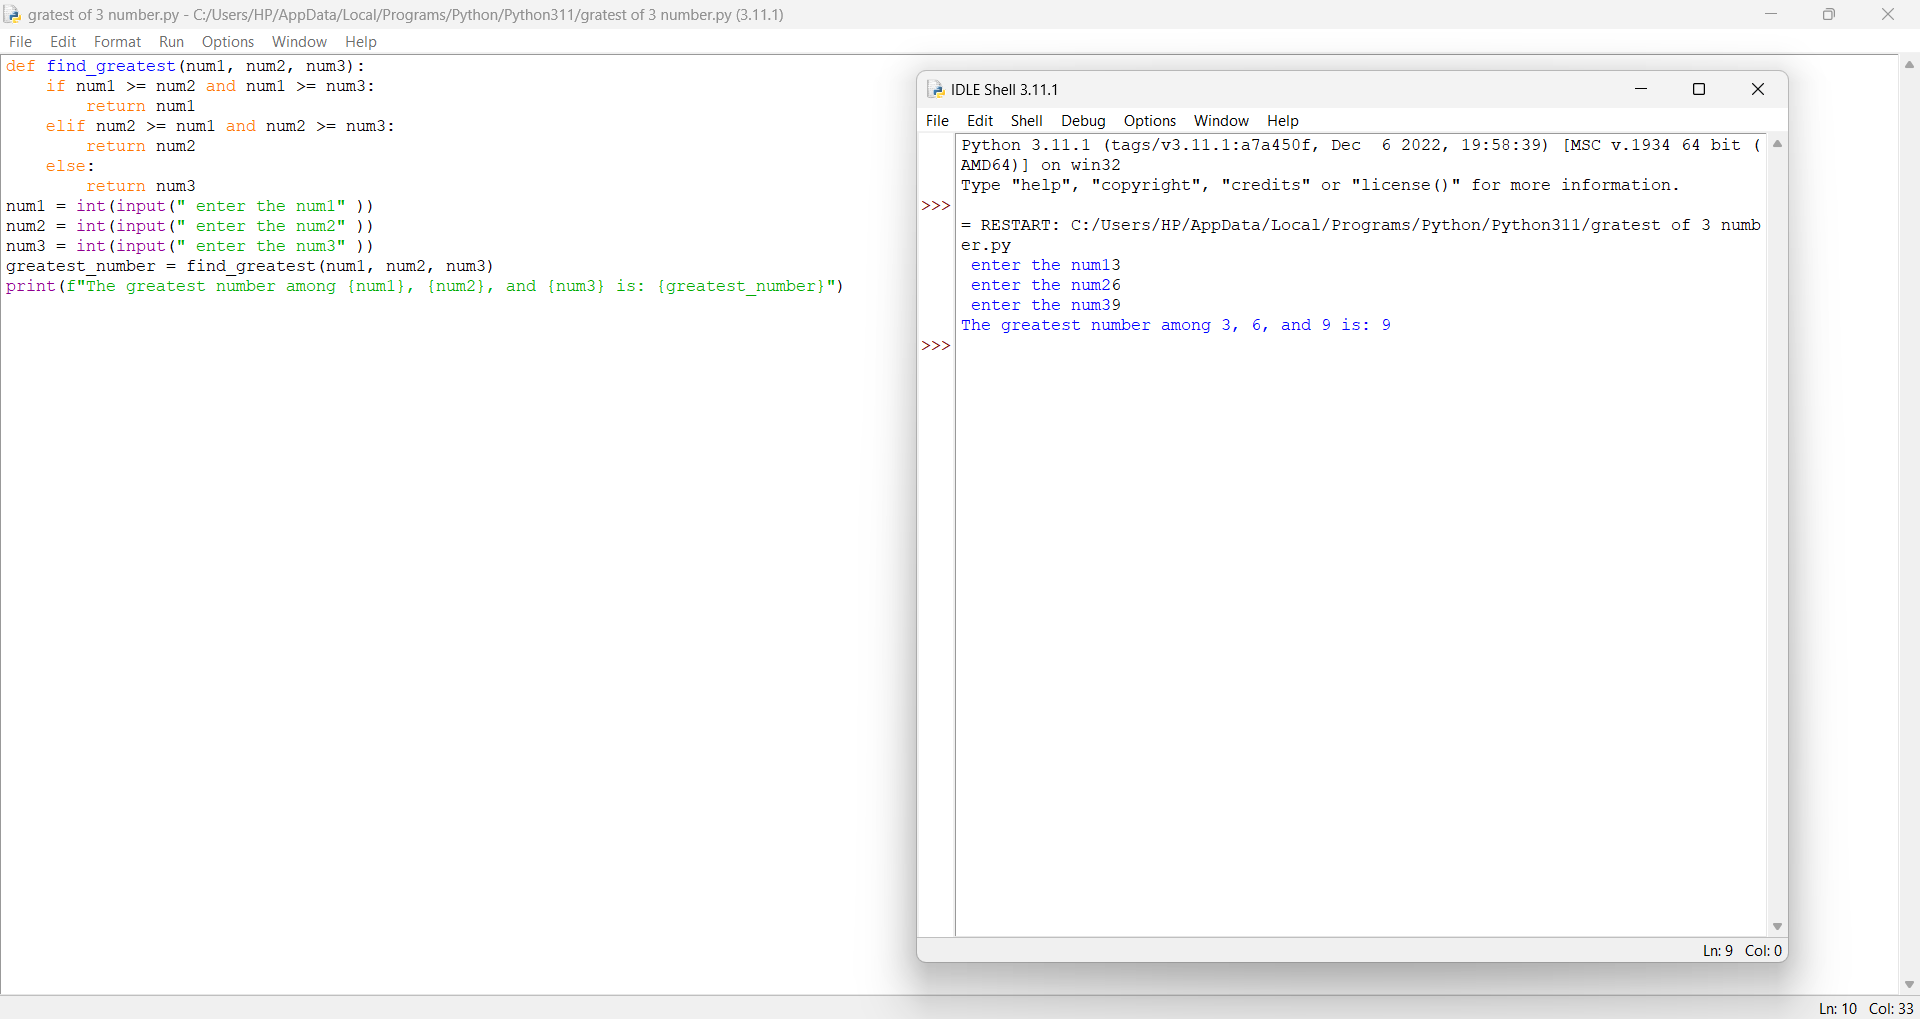 gratest of 3 number.py - C:/Users/HP/AppData/Local/Programs/Python/Python311/gratest of 3 number.py (3.11.1)
File Edit Format Run Options Window Help
def find_greatest(num1, num2, num3):
    if num1 >= num2 and num1 >= num3:
        return num1
    elif num2 >= num1 and num2 >= num3:
        return num2
    else:
        return num3
num1 = int(input(" enter the num1" ))
num2 = int(input(" enter the num2" ))
num3 = int(input(" enter the num3" ))
greatest_number = find_greatest(num1, num2, num3)
print(f"The greatest number among {num1}, {num2}, and {num3} is: {greatest_number}")
IDLE Shell 3.11.1
File Edit Shell Debug Options Window Help
Python 3.11.1 (tags/v3.11.1:a7a450f, Dec  6 2022, 19:58:39) [MSC v.1934 64 bit (
AMD64)] on win32
Type "help", "copyright", "credits" or "license()" for more information.
>>>
= RESTART: C:/Users/HP/AppData/Local/Programs/Python/Python311/gratest of 3 numb
er.py
 enter the num13
 enter the num26
 enter the num39
The greatest number among 3, 6, and 9 is: 9
>>>
Ln: 9 Col: 0
Ln: 10 Col: 33